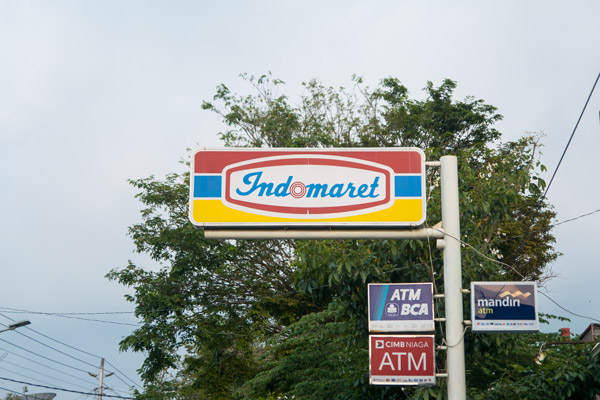 Indomaret
ATM
BCA
mandiri
atm
CIMB NIAGA
ATM